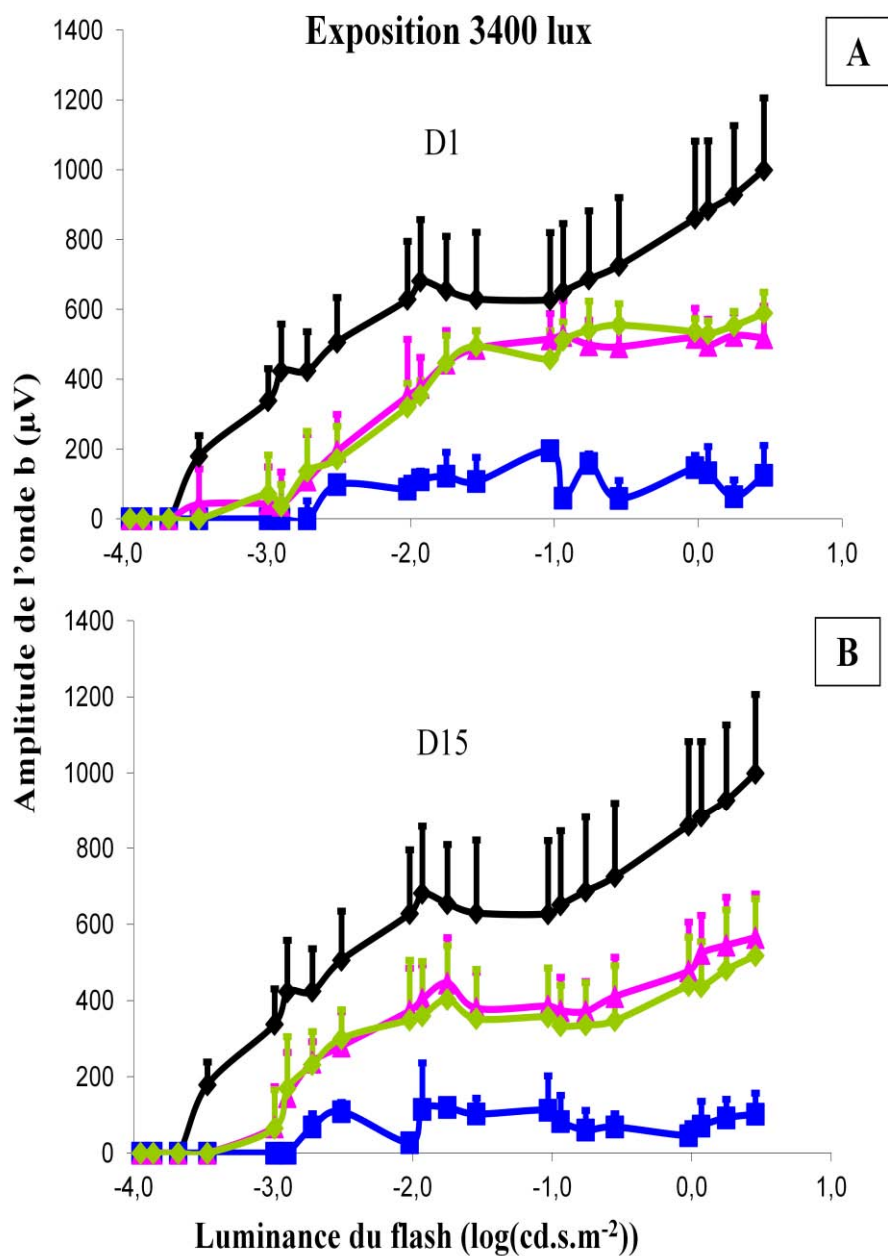 Exposition 3400 lux
A
D1
1400
1200
1000
800
600
400
200
0
-4,0 -3,0 -2,0 -1,0 0,0 1,0
Amplitude de l'onde b (µV)
B
D15
1400
1200
1000
800
600
400
200
0
-4,0 -3,0 -2,0 -1,0 0,0 1,0
Luminance du flash (log(cd.s.m-²))